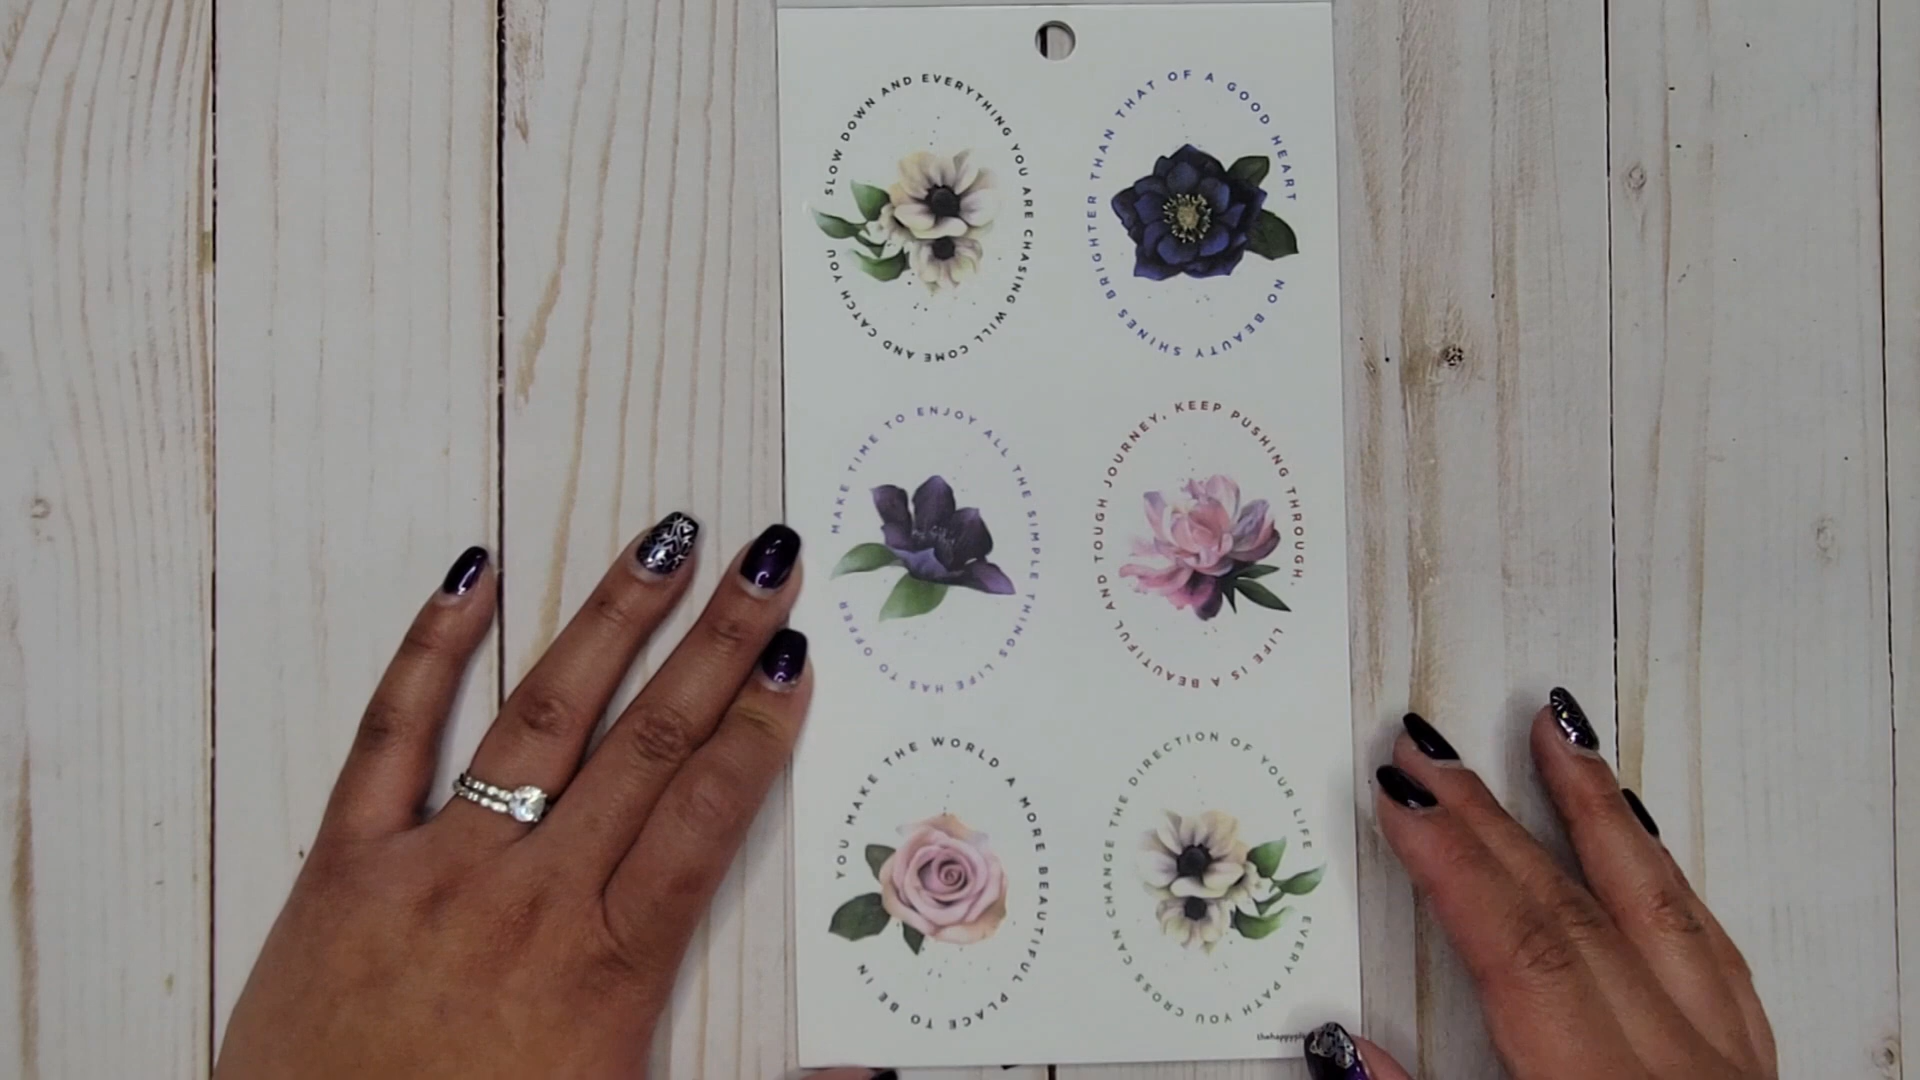 SLOW DOWN AND EVERYTHING YOU ARE CHASING WILL COME AND CATCH YOU
NO BEAUTY SHINES BRIGHTER THAN THAT OF A GOOD HEART
MAKE TIME TO ENJOY ALL THE SIMPLE THINGS LIFE HAS TO OFFER
LIFE IS A BEAUTIFUL AND TOUGH JOURNEY, KEEP PUSHING THROUGH.
YOU MAKE THE WORLD A MORE BEAUTIFUL PLACE TO BE IN
EVERY PATH YOU CROSS CAN CHANGE THE DIRECTION OF YOUR LIFE